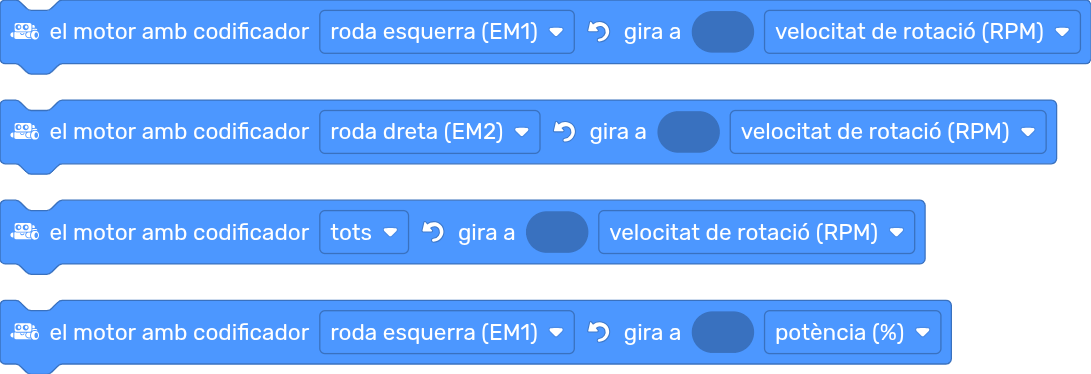 el motor amb codificador roda esquerra (EM1) gira a velocitat de rotació (RPM)
el motor amb codificador roda dreta (EM2) gira a velocitat de rotació (RPM)
el motor amb codificador tots gira a velocitat de rotació (RPM)
el motor amb codificador roda esquerra (EM1) gira a potència (%)